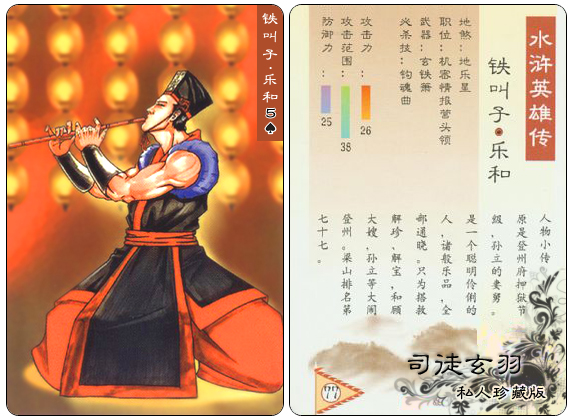 铁叫子·乐和
5♠
水浒英雄传
铁叫子·乐和
地煞:地乐星
职位:机密情报营头领
武器:玄铁箫
必杀技:钩魂曲
攻击力: 26
攻击范围: 36
防御力: 25
人物小传
原是登州府押狱节
级,孙立的妻舅。
是一个聪明伶俐的
人,诸般乐品,全
都通晓。只为搭救
解珍、解宝,和顾
大嫂,孙立等大闹
登州。梁山排名第
七十七。
77
司徒玄羽
私人珍藏版